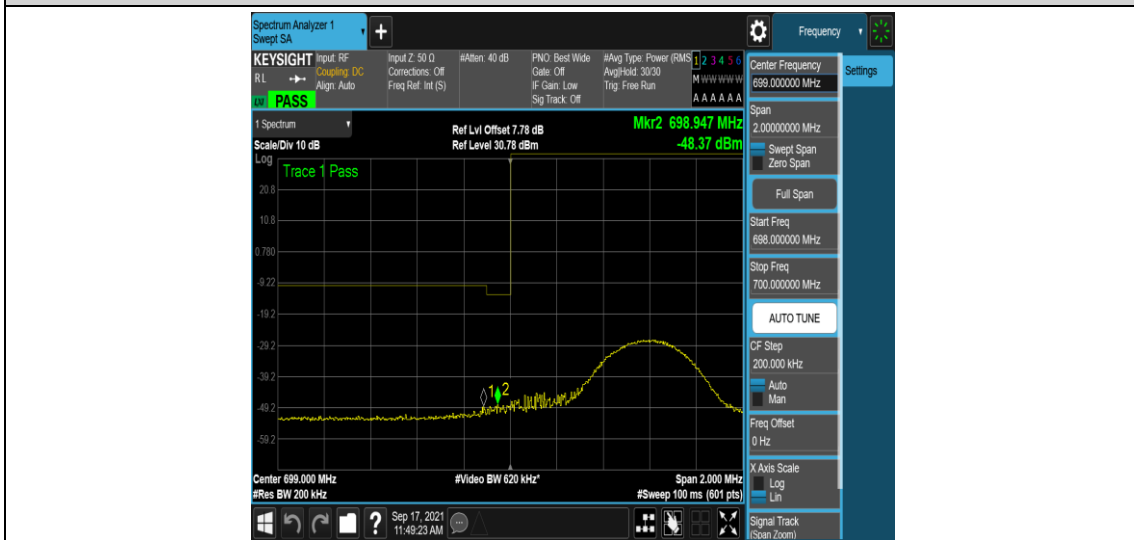 Spectrum Analyzer 1
Swept SA
Frequency
KEYSIGHT
RL
LXI
PASS
Input: RF
Coupling: DC
Align: Auto
Input Z: 50 Ω
Corrections: Off
Freq Ref: Int (S)
#Atten: 40 dB
PNO: Best Wide
Gate: Off
IF Gain: Low
Sig Track: Off
#Avg Type: Power (RMS
Avg|Hold: 30/30
Trig: Free Run
1 2 3 4 5 6
M W W W W W
A A A A A A
1 Spectrum
Scale/Div 10 dB
Ref Lvl Offset 7.78 dB
Ref Level 30.78 dBm
Mkr2 698.947 MHz
-48.37 dBm
Log
Trace 1 Pass
20.8
10.8
0.780
-9.22
-19.2
-29.2
-39.2
-49.2
-59.2
1
2
Center 699.000 MHz
#Res BW 200 kHz
#Video BW 620 kHz*
Span 2.000 MHz
#Sweep 100 ms (601 pts)
?
Sep 17, 2021
11:49:23 AM
Center Frequency
699.000000 MHz
Settings
Span
2.00000000 MHz
Swept Span
Zero Span
Full Span
Start Freq
698.000000 MHz
Stop Freq
700.000000 MHz
AUTO TUNE
CF Step
200.000 kHz
Auto
Man
Freq Offset
0 Hz
X Axis Scale
Log
Lin
Signal Track
(Span Zoom)